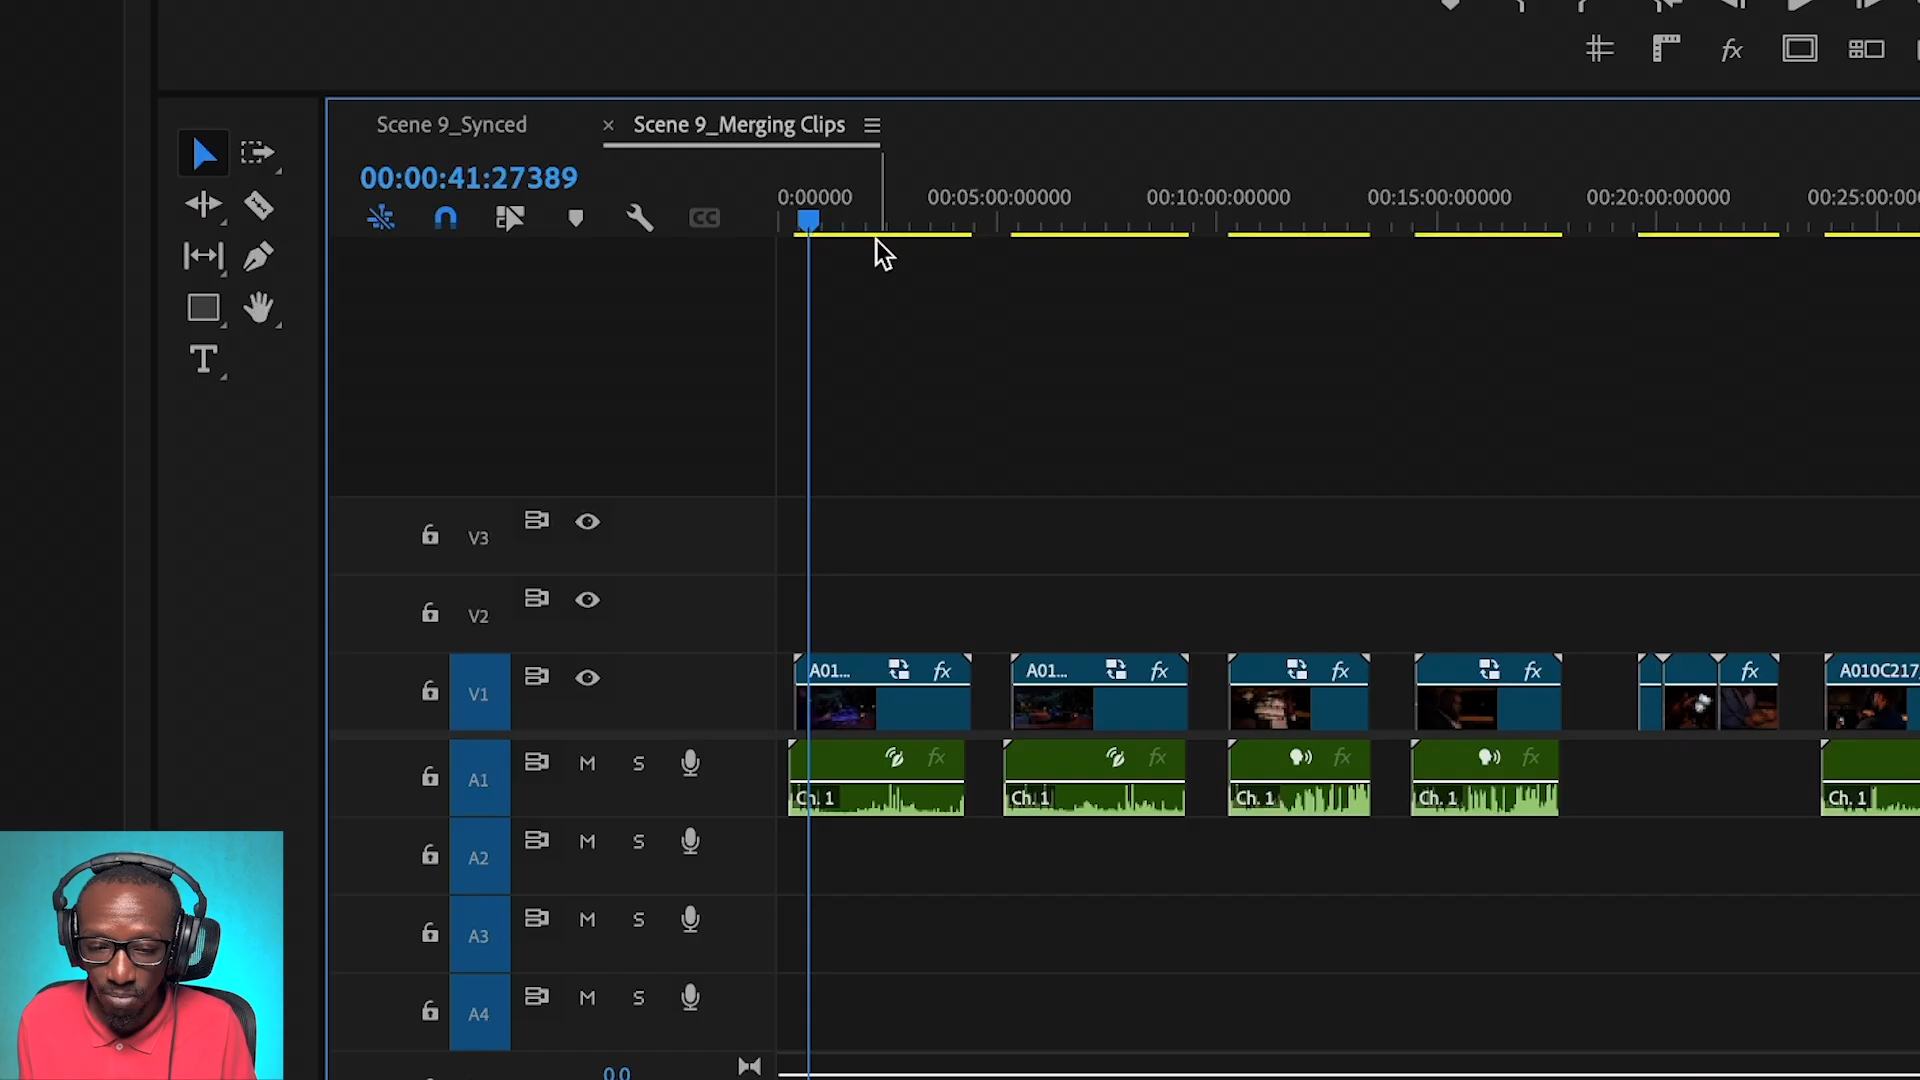 fx
Scene 9_Synced
× Scene 9_Merging Clips
00:00:41:27389
CC
0:00000 00:05:00:00000 00:10:00:00000 00:15:00:00000 00:20:00:00000 00:25:00:00
T
V3
V2
V1
A01... fx A01... fx fx fx fx A010C217
A1 M S
fx fx fx fx
Ch. 1 Ch. 1 Ch. 1 Ch. 1 Ch. 1
A2 M S
A3 M S
A4 M S
0.0